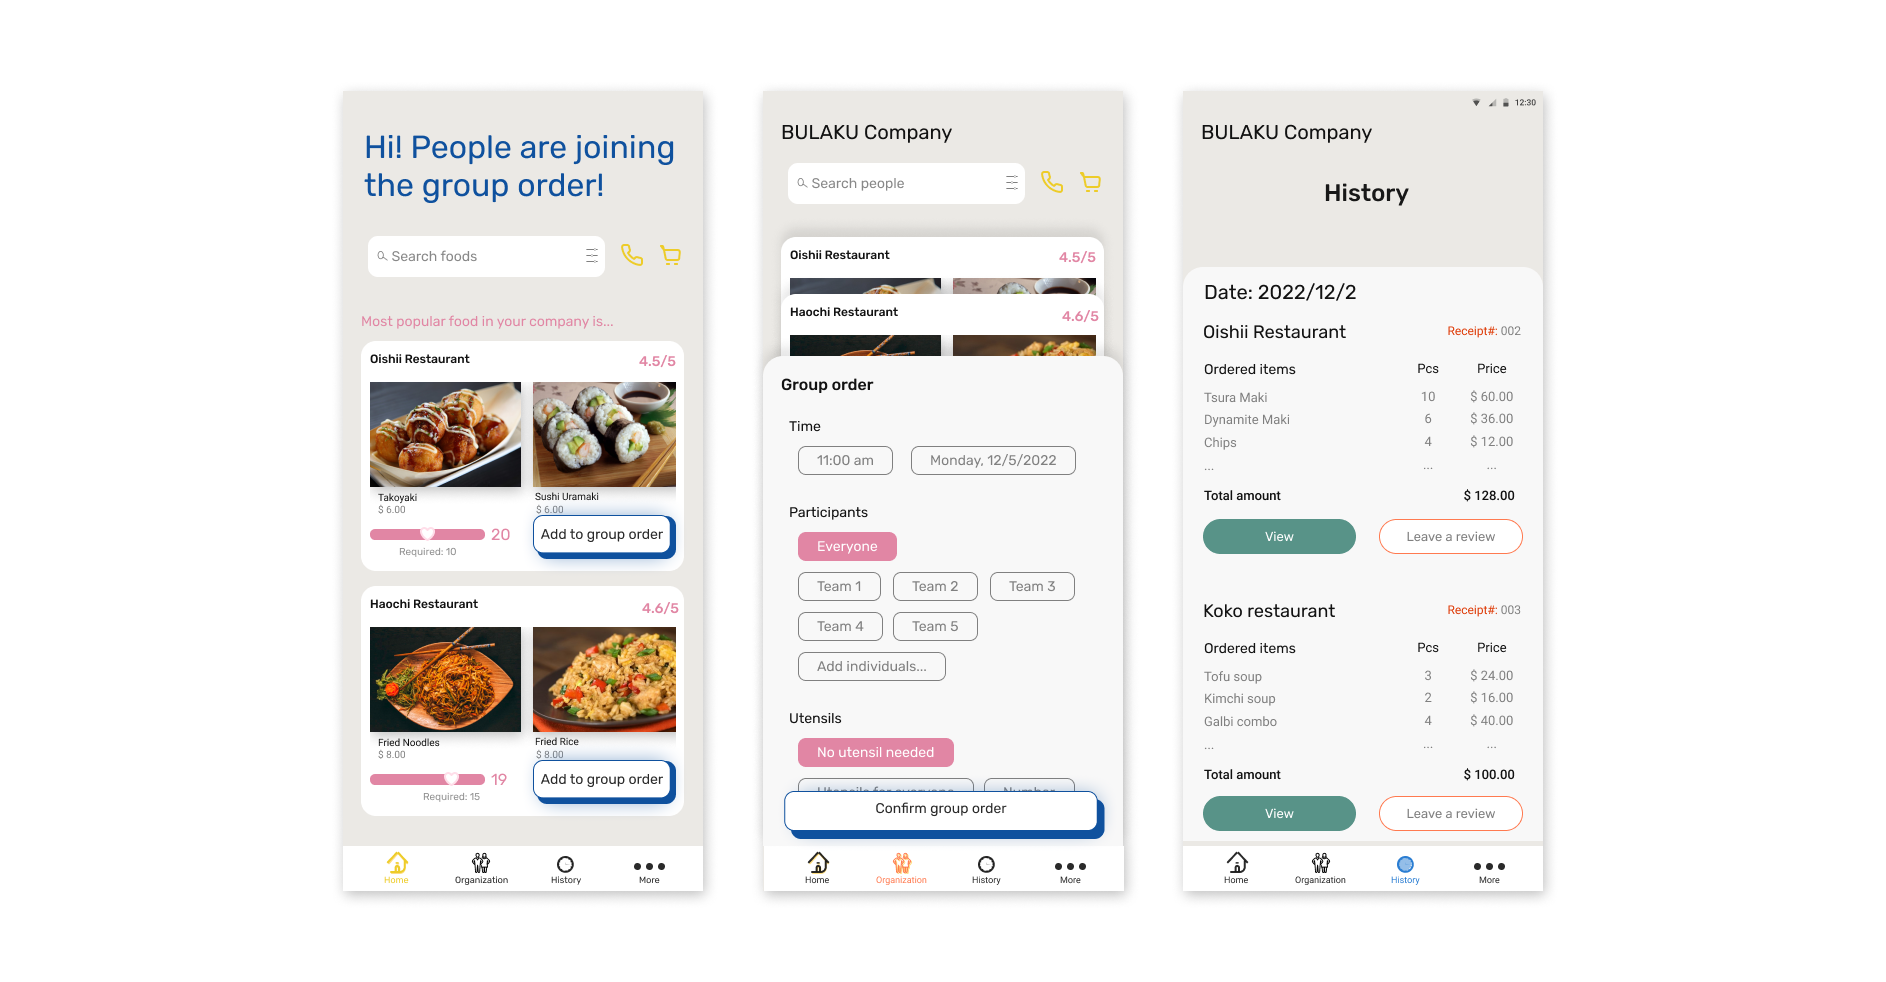 Hi! People are joining
the group order!
Search foods
Most popular food in your company is...
Oishii Restaurant 4.5/5
Takoyaki Sushi Uramaki
$ 6.00 $ 6.00
20 Add to group order
Required: 10
Haochi Restaurant 4.6/5
Fried Noodles Fried Rice
$ 8.00 $ 8.00
19 Add to group order
Required: 15
Home Organization History More
BULAKU Company
Search people
Oishii Restaurant 4.5/5
Haochi Restaurant 4.6/5
Group order
Time
11:00 am Monday, 12/5/2022
Participants
Everyone
Team 1 Team 2 Team 3
Team 4 Team 5
Add individuals...
Utensils
No utensil needed
Utensils for everyone Number
Confirm group order
Home Organization History More
12:30
BULAKU Company
History
Date: 2022/12/2
Oishii Restaurant Receipt#: 002
Ordered items Pcs Price
Tsura Maki 10 $ 60.00
Dynamite Maki 6 $ 36.00
Chips 4 $ 12.00
... ... ...
Total amount $ 128.00
View Leave a review
Koko restaurant Receipt#: 003
Ordered items Pcs Price
Tofu soup 3 $ 24.00
Kimchi soup 2 $ 16.00
Galbi combo 4 $ 40.00
... ... ...
Total amount $ 100.00
View Leave a review
Home Organization History More